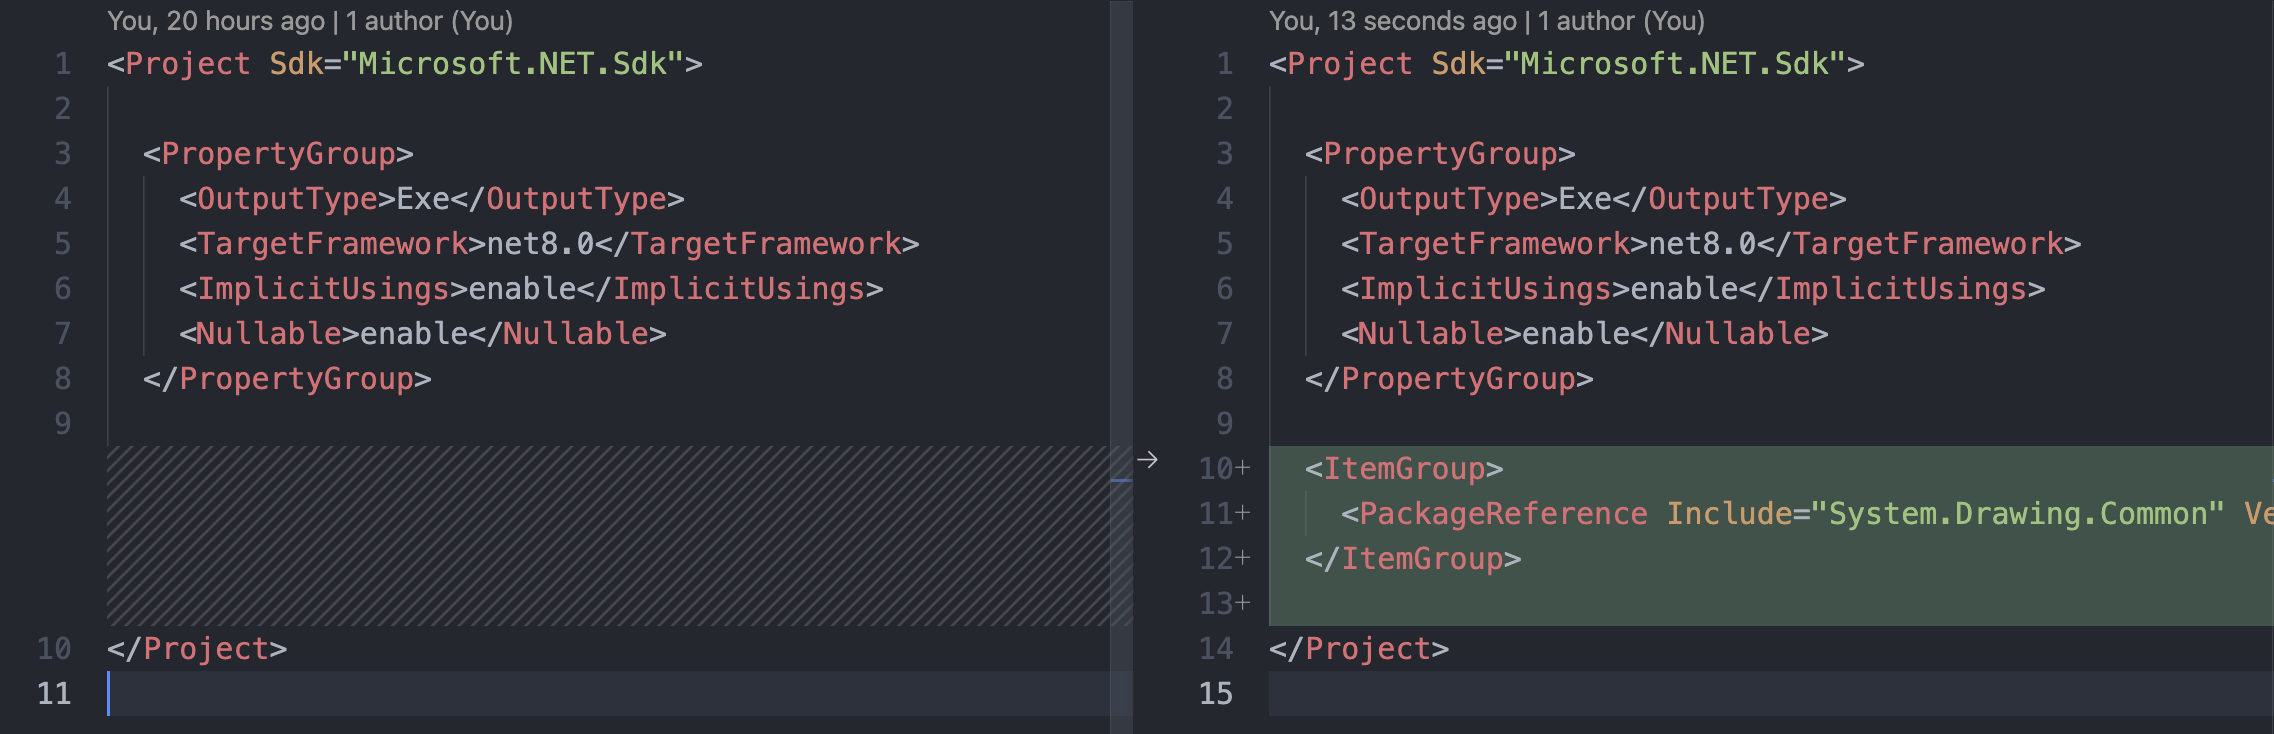 You, 20 hours ago | 1 author (You)
1 <Project Sdk="Microsoft.NET.Sdk">
2
3 <PropertyGroup>
4 <OutputType>Exe</OutputType>
5 <TargetFramework>net8.0</TargetFramework>
6 <ImplicitUsings>enable</ImplicitUsings>
7 <Nullable>enable</Nullable>
8 </PropertyGroup>
9
10 </Project>
11
You, 13 seconds ago | 1 author (You)
1 <Project Sdk="Microsoft.NET.Sdk">
2
3 <PropertyGroup>
4 <OutputType>Exe</OutputType>
5 <TargetFramework>net8.0</TargetFramework>
6 <ImplicitUsings>enable</ImplicitUsings>
7 <Nullable>enable</Nullable>
8 </PropertyGroup>
9
10+ <ItemGroup>
11+ <PackageReference Include="System.Drawing.Common" Ve
12+ </ItemGroup>
13+
14 </Project>
15